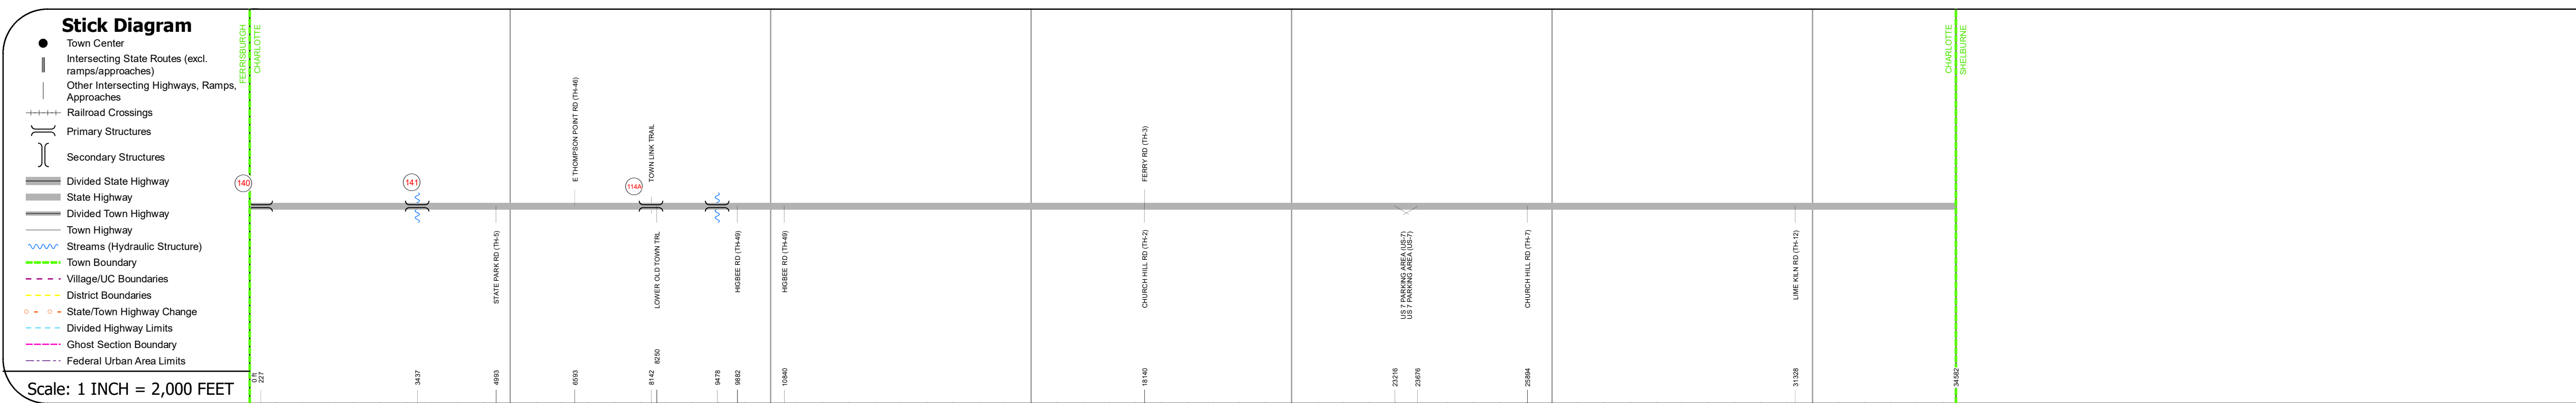 Stick Diagram
Town Center
Intersecting State Routes (excl.
ramps/approaches)
Other Intersecting Highways, Ramps,
Approaches
Railroad Crossings
Primary Structures
Secondary Structures
Divided State Highway
State Highway
Divided Town Highway
Town Highway
Streams (Hydraulic Structure)
Town Boundary
Village/UC Boundaries
District Boundaries
State/Town Highway Change
Divided Highway Limits
Ghost Section Boundary
Federal Urban Area Limits
Scale: 1 INCH = 2,000 FEET
FERRISBURGH
CHARLOTTE
140
141
E THOMPSON POINT RD (TH-46)
114A
TOWN LINK TRAIL
FERRY RD (TH-3)
CHARLOTTE
SHELBURNE
STATE PARK RD (TH-5)
LOWER OLD TOWN TRL
HIGBEE RD (TH-49)
HIGBEE RD (TH-49)
CHURCH HILL RD (TH-2)
US 7 PARKING AREA (US-7)
US 7 PARKING AREA (US-7)
CHURCH HILL RD (TH-7)
LIME KILN RD (TH-12)
0 ft
227
3437
4993
6593
8142
8250
9478
9882
10840
18140
23216
23676
25894
31328
34582